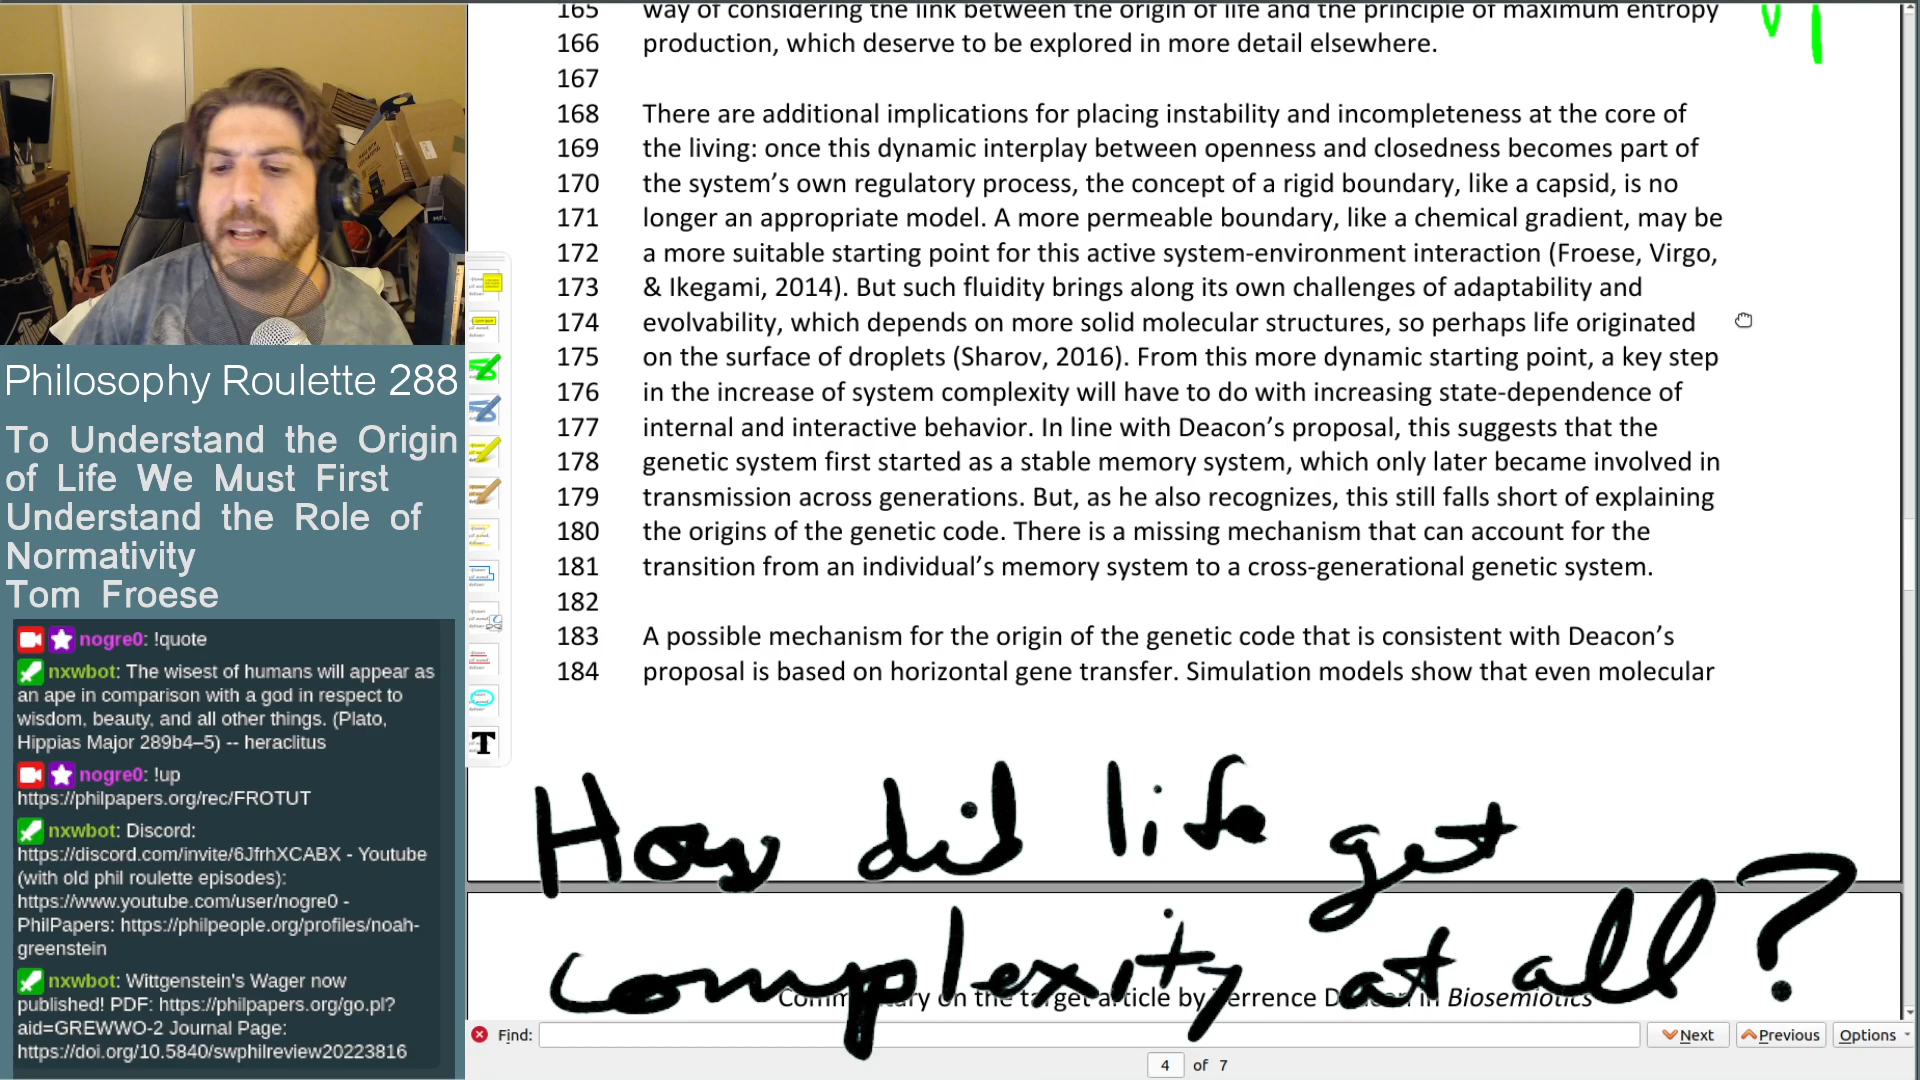 165 way of considering the link between the origin of life and the principle of maximum entropy
166 production, which deserve to be explored in more detail elsewhere.
167
168 There are additional implications for placing instability and incompleteness at the core of
169 the living: once this dynamic interplay between openness and closedness becomes part of
170 the system's own regulatory process, the concept of a rigid boundary, like a capsid, is no
171 longer an appropriate model. A more permeable boundary, like a chemical gradient, may be
172 a more suitable starting point for this active system-environment interaction (Froese, Virgo,
173 & Ikegami, 2014). But such fluidity brings along its own challenges of adaptability and
174 evolvability, which depends on more solid molecular structures, so perhaps life originated
175 on the surface of droplets (Sharov, 2016). From this more dynamic starting point, a key step
176 in the increase of system complexity will have to do with increasing state-dependence of
177 internal and interactive behavior. In line with Deacon's proposal, this suggests that the
178 genetic system first started as a stable memory system, which only later became involved in
179 transmission across generations. But, as he also recognizes, this still falls short of explaining
180 the origins of the genetic code. There is a missing mechanism that can account for the
181 transition from an individual's memory system to a cross-generational genetic system.
182
183 A possible mechanism for the origin of the genetic code that is consistent with Deacon's
184 proposal is based on horizontal gene transfer. Simulation models show that even molecular
How did life get
complexity at all?
Commentary on the target article by Terrence Deacon in Biosemiotics
Find:
Next
Previous
Options
4 of 7
T
Philosophy Roulette 288
To Understand the Origin
of Life We Must First
Understand the Role of
Normativity
Tom Froese
nogre0: !quote
nxwbot: The wisest of humans will appear as
an ape in comparison with a god in respect to
wisdom, beauty, and all other things. (Plato,
Hippias Major 289b4–5) -- heraclitus
nogre0: !up
https://philpapers.org/rec/FROTUT
nxwbot: Discord:
https://discord.com/invite/6JfrhXCABX - Youtube
(with old phil roulette episodes):
https://www.youtube.com/user/nogre0 -
PhilPapers: https://philpeople.org/profiles/noah-
greenstein
nxwbot: Wittgenstein's Wager now
published! PDF: https://philpapers.org/go.pl?
aid=GREWWO-2 Journal Page:
https://doi.org/10.5840/swphilreview20223816